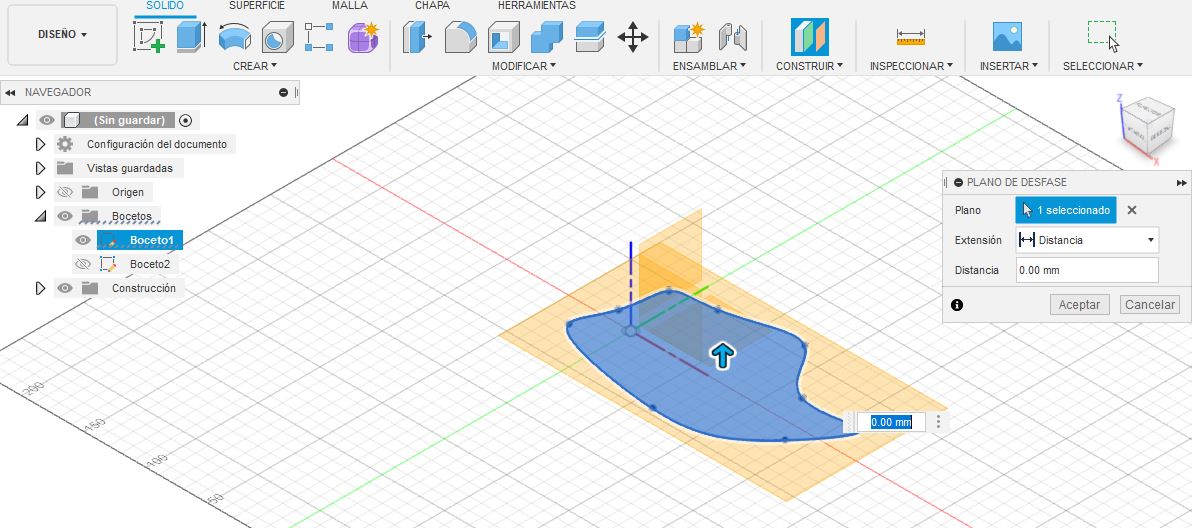 SÓLIDO SUPERFICIE MALLA CHAPA HERRAMIENTAS
DISEÑO
CREAR MODIFICAR ENSAMBLAR CONSTRUIR INSPECCIONAR INSERTAR SELECCIONAR
NAVEGADOR
(Sin guardar)
Configuración del documento
Vistas guardadas
Origen
Bocetos
Boceto1
Boceto2
Construcción
Z
X
PLANO DE DESFASE
Plano 1 seleccionado
Extensión Distancia
Distancia 0.00 mm
Aceptar Cancelar
0.00 mm
200
150
100
50